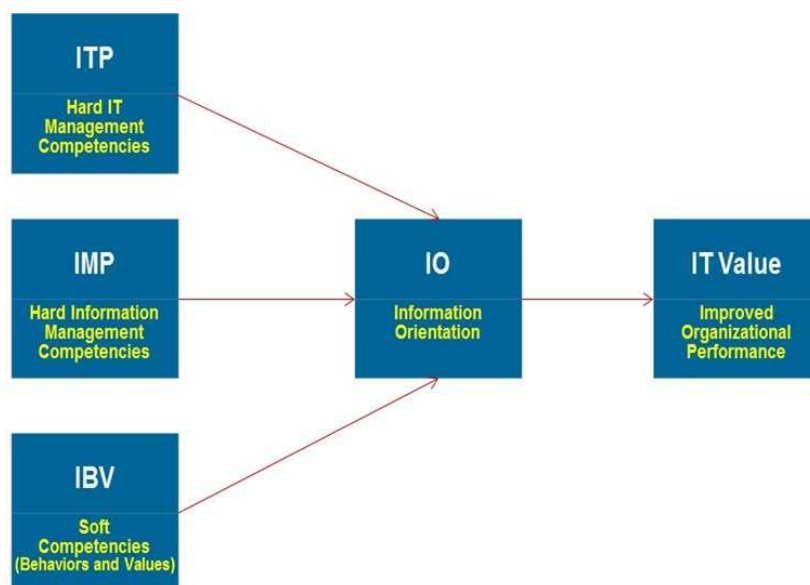 ITP
Hard IT
Management
Competencies
IMP
Hard Information
Management
Competencies
IO
Information
Orientation
IT Value
Improved
Organizational
Performance
IBV
Soft
Competencies
(Behaviors and Values)